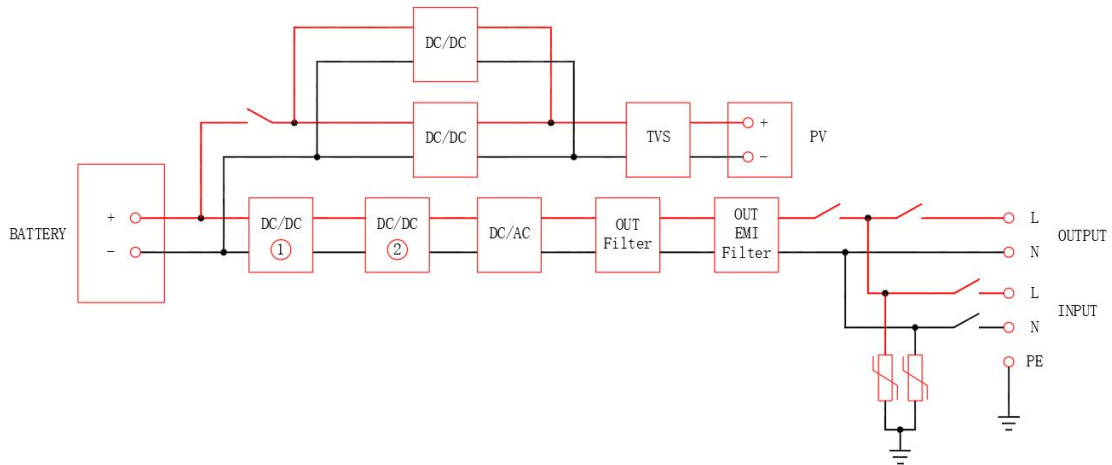 DC/DC
DC/DC
TVS
+
−
PV
BATTERY
+
−
DC/DC
①
DC/DC
②
DC/AC
OUT
Filter
OUT
EMI
Filter
L
N
OUTPUT
L
N
INPUT
PE